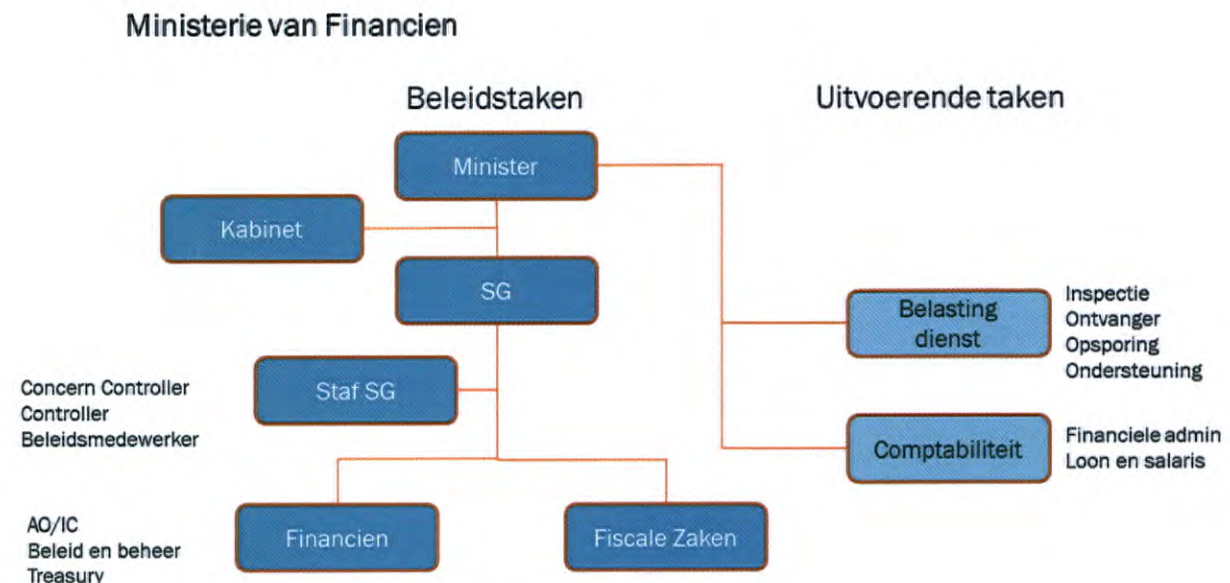 Ministerie van Financien
Beleidstaken
Uitvoerende taken
Minister
Kabinet
SG
Belasting
dienst
Inspectie
Ontvanger
Opsporing
Ondersteuning
Concern Controller
Controller
Beleidsmedewerker
Staf SG
Comptabiliteit
Financiele admin
Loon en salaris
AO/IC
Beleid en beheer
Treasury
Financien
Fiscale Zaken